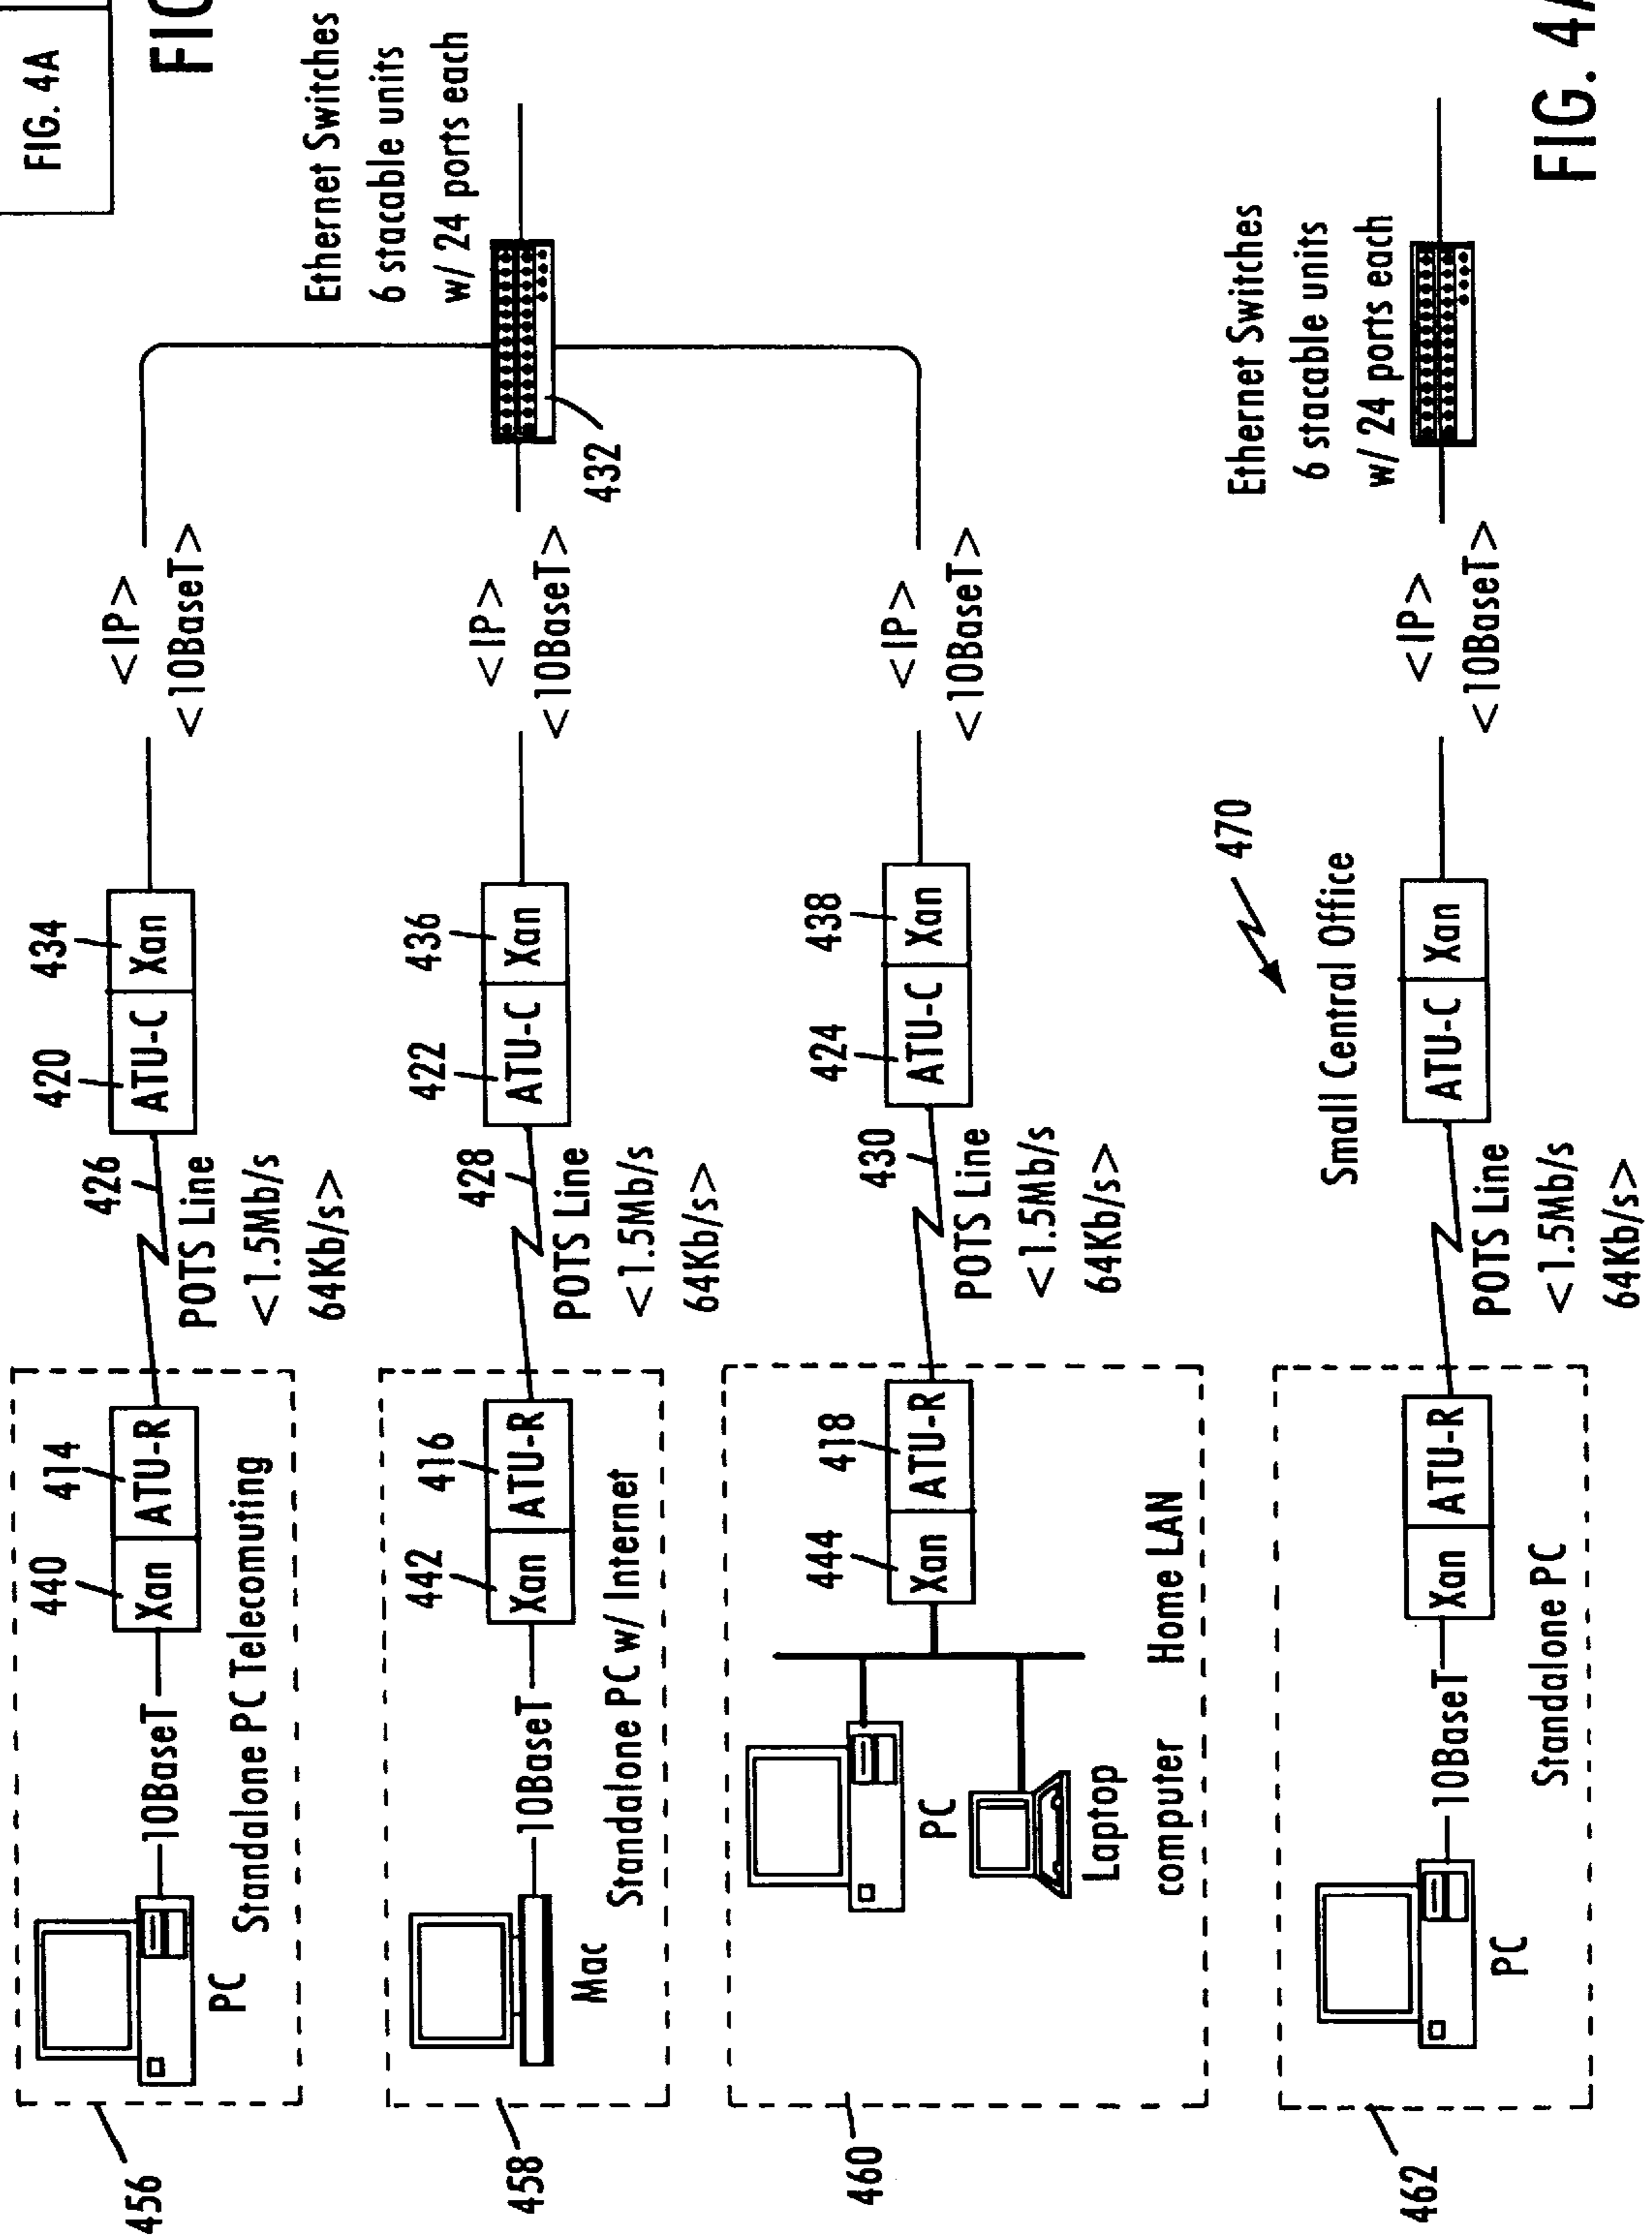 FIG. 4A
FIG
456
PC
10BaseT
440
414
Xan
ATU-R
Standalone PC Telecomuting
426
POTS Line
<1.5Mb/s
64Kb/s>
420
434
ATU-C
Xan
<IP>
<10BaseT>
Ethernet Switches
6 stacable units
w/ 24 ports each
458
Mac
10BaseT
442
416
Xan
ATU-R
Standalone PC w/ Internet
428
POTS Line
<1.5Mb/s
64Kb/s>
422
436
ATU-C
Xan
<IP>
<10BaseT>
432
460
PC
Laptop
computer
Home LAN
444
418
Xan
ATU-R
430
POTS Line
<1.5Mb/s
64Kb/s>
424
438
ATU-C
Xan
<IP>
<10BaseT>
462
PC
10BaseT
Xan
ATU-R
Standalone PC
POTS Line
<1.5Mb/s
64Kb/s>
Small Central Office
470
ATU-C
Xan
<IP>
<10BaseT>
Ethernet Switches
6 stacable units
w/ 24 ports each
FIG. 4A